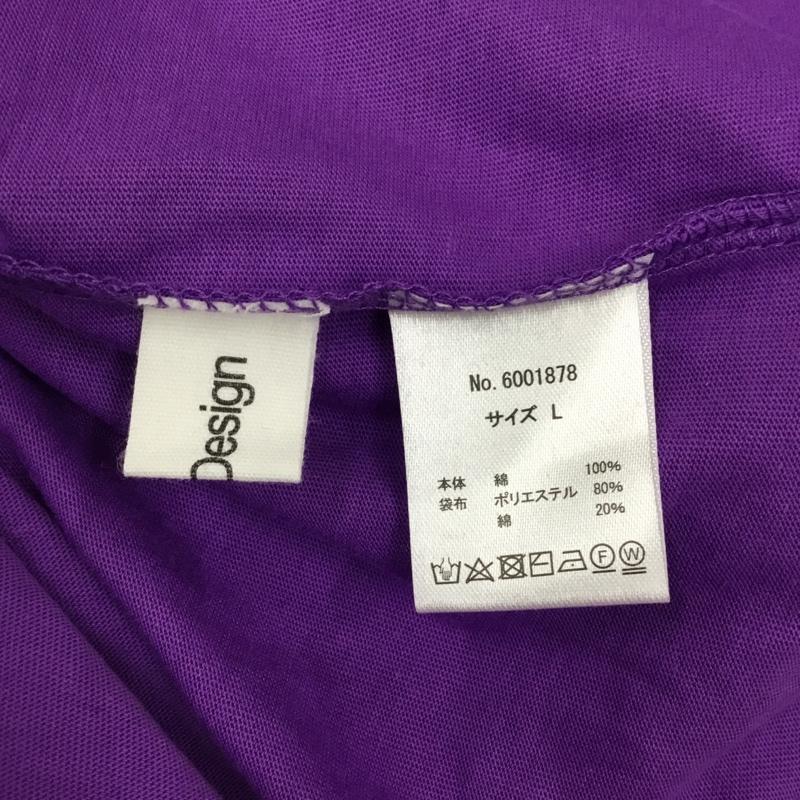 Design
No.6001878
サイズ L
本体 綿 100%
袋布 ポリエステル 80%
綿 20%
F W